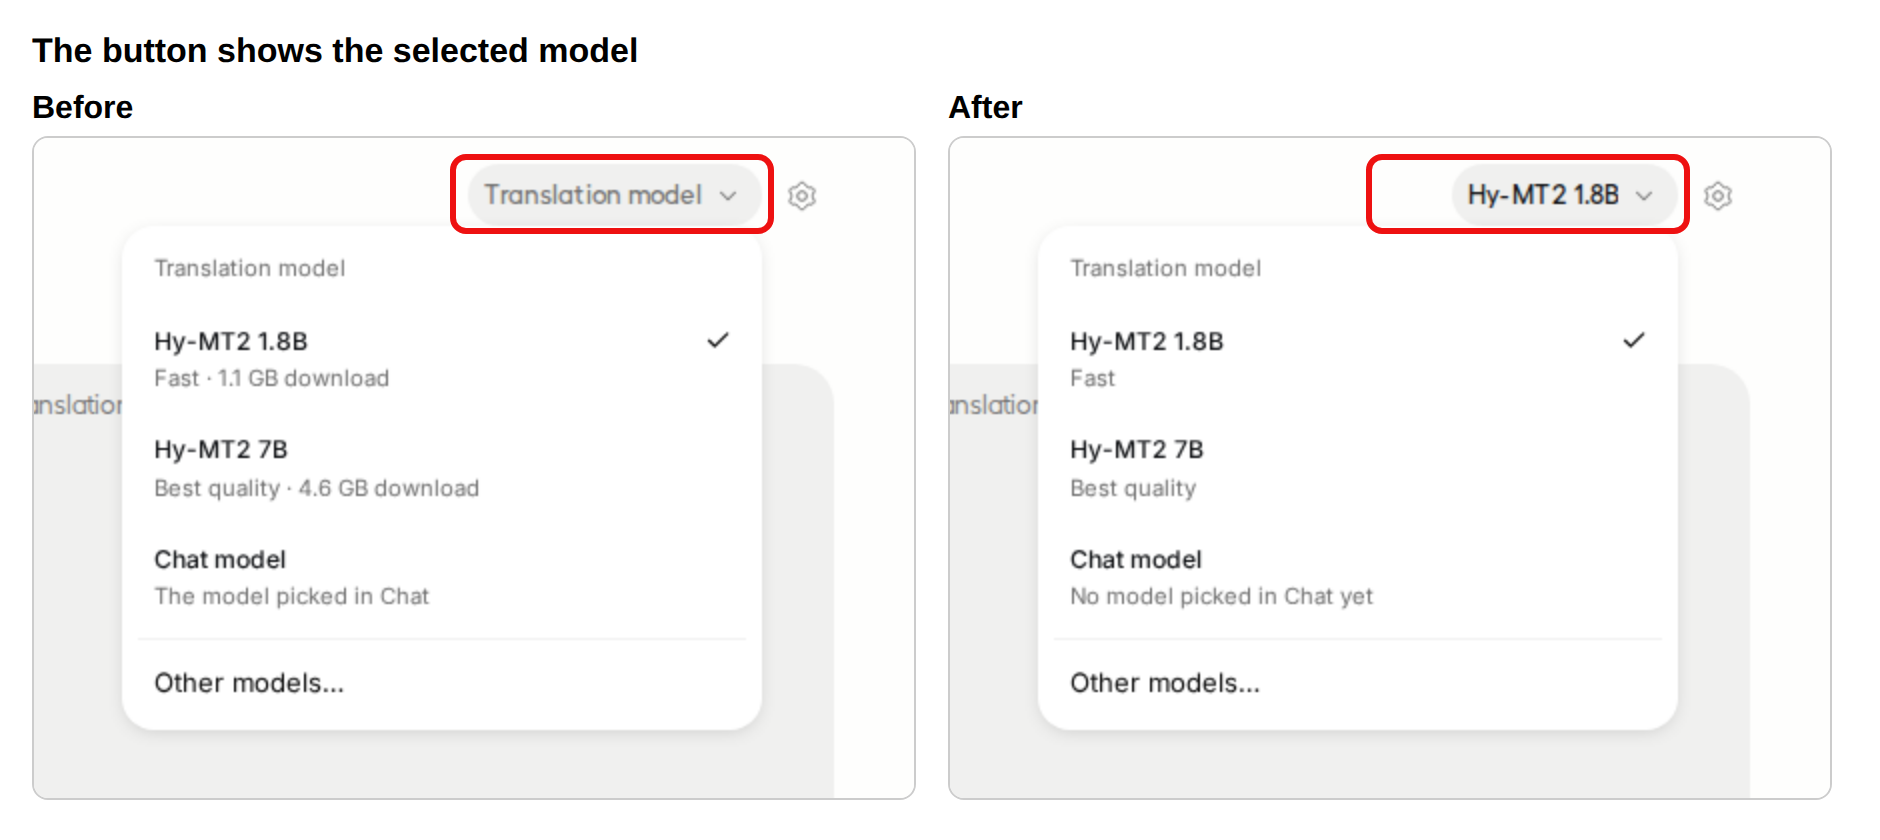 The button shows the selected model
Before
Translation model
Translation model
Hy-MT2 1.8B
Fast · 1.1 GB download
anslation
Hy-MT2 7B
Best quality · 4.6 GB download
Chat model
The model picked in Chat
Other models...
After
Hy-MT2 1.8B
Translation model
Hy-MT2 1.8B
Fast
anslation
Hy-MT2 7B
Best quality
Chat model
No model picked in Chat yet
Other models...